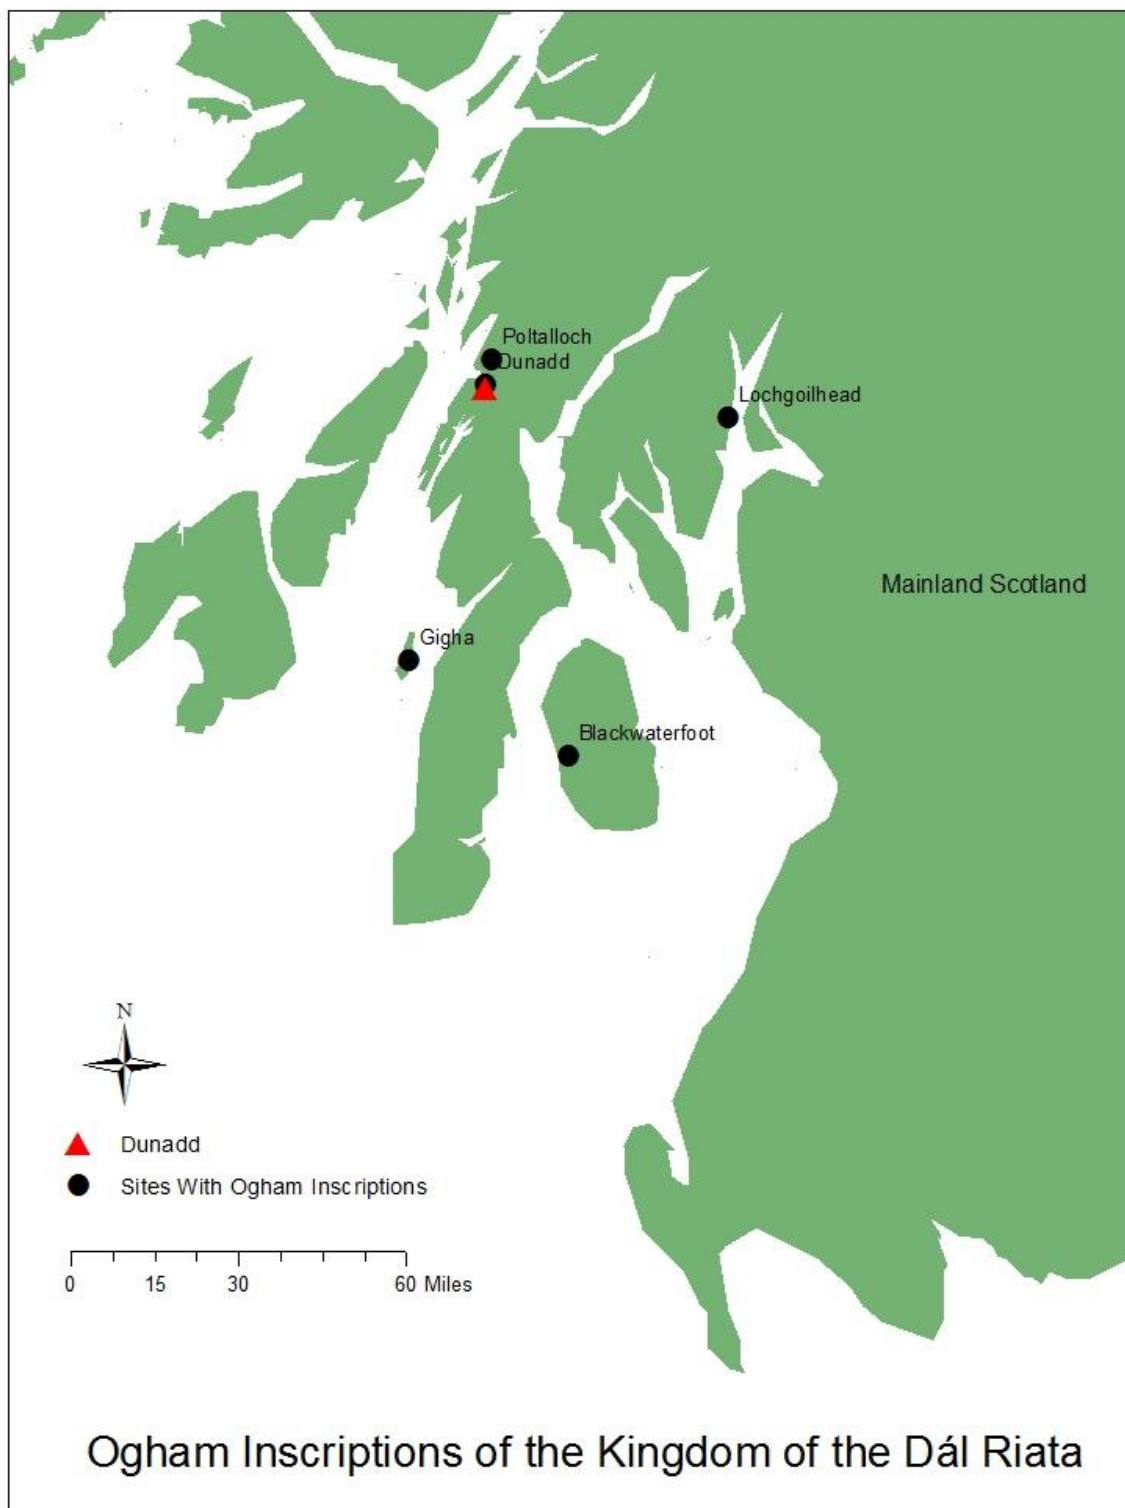 Poltalloch
Dunadd
Lochgoilhead
Mainland Scotland
Gigha
Blackwaterfoot
N
Dunadd
Sites With Ogham Inscriptions
0 15 30 60 Miles
Ogham Inscriptions of the Kingdom of the Dál Riata